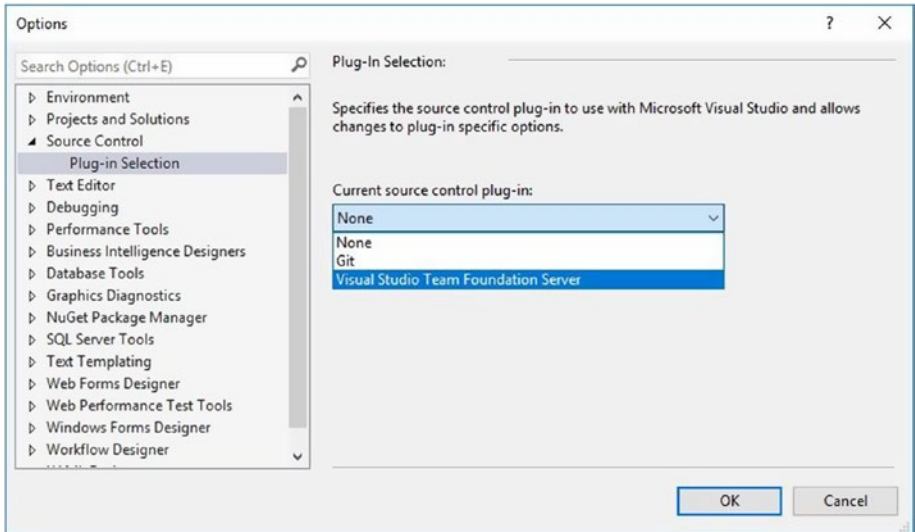 Options
Search Options (Ctrl+E)
Environment
Projects and Solutions
Source Control
Plug-in Selection
Text Editor
Debugging
Performance Tools
Business Intelligence Designers
Database Tools
Graphics Diagnostics
NuGet Package Manager
SQL Server Tools
Text Templating
Web Forms Designer
Web Performance Test Tools
Windows Forms Designer
Workflow Designer
Plug-In Selection:
Specifies the source control plug-in to use with Microsoft Visual Studio and allows
changes to plug-in specific options.
Current source control plug-in:
None
None
Git
Visual Studio Team Foundation Server
OK
Cancel